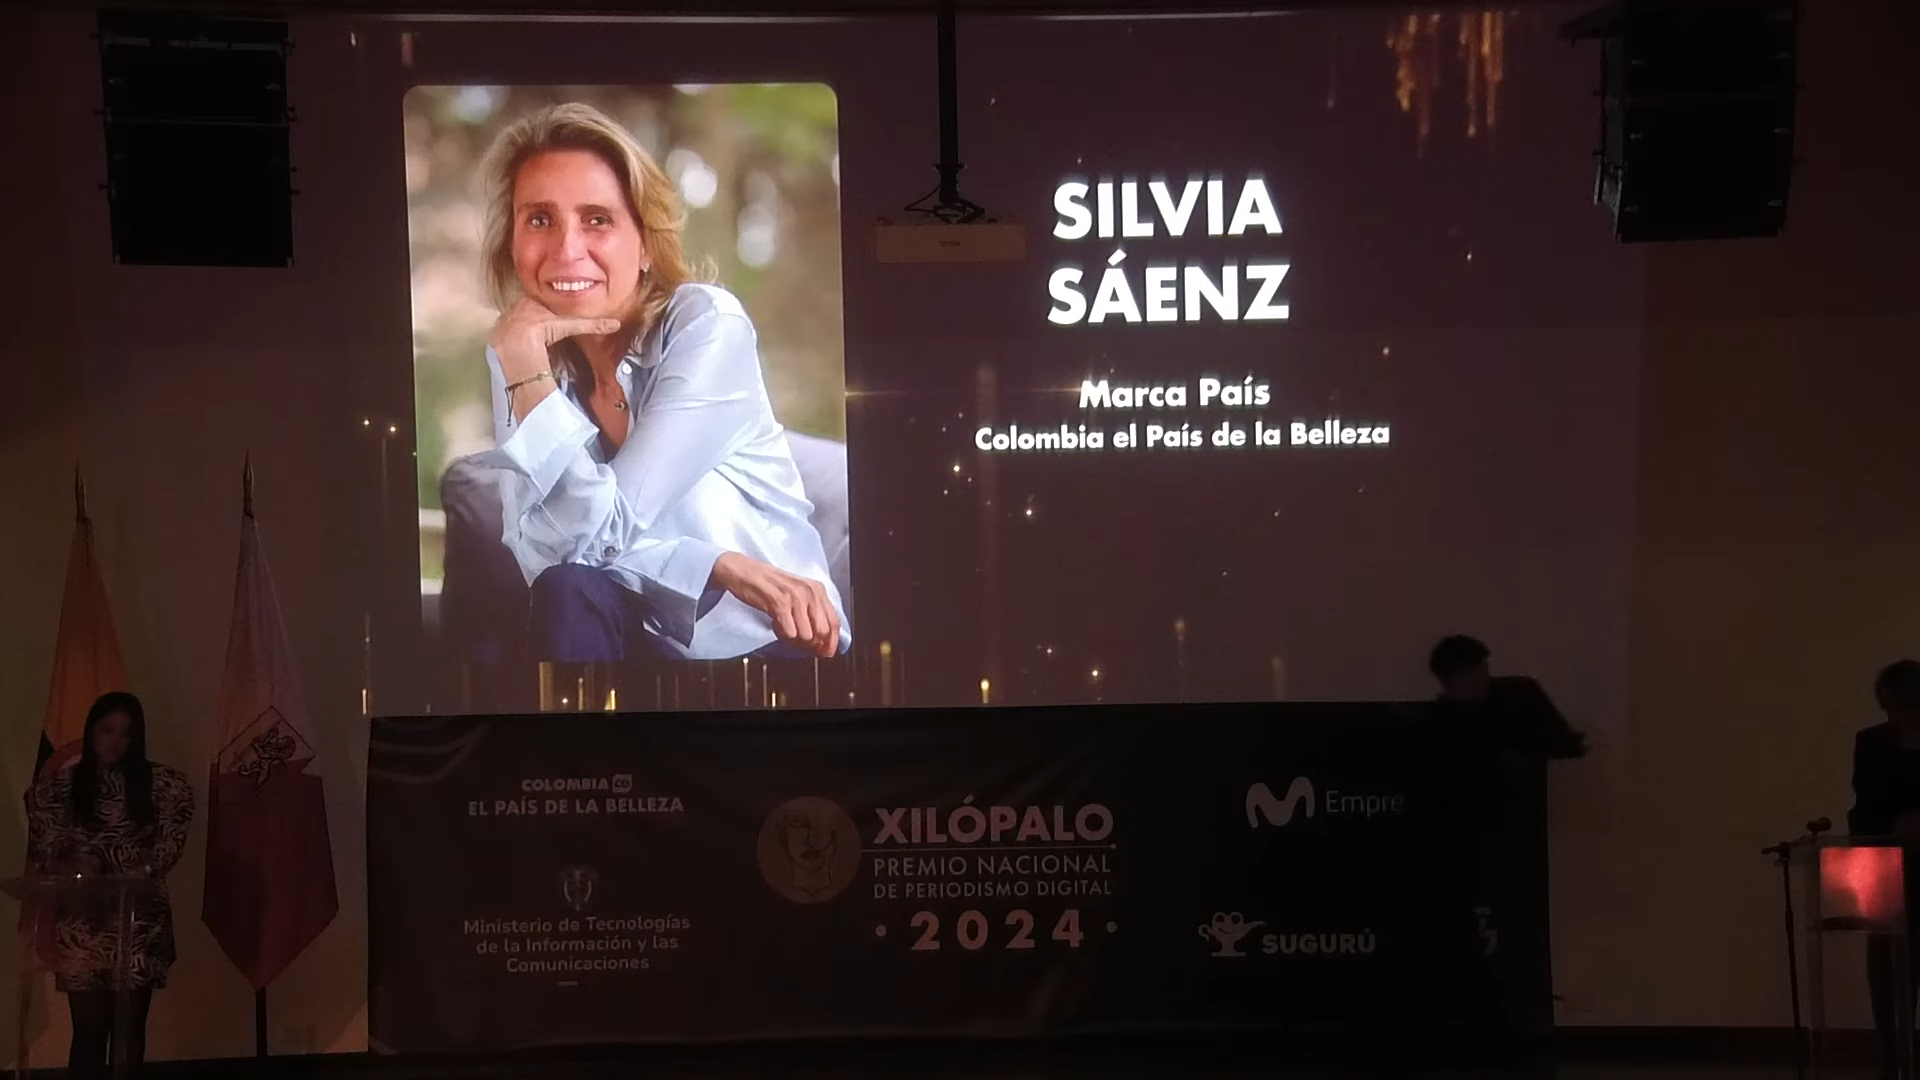 SILVIA
SÁENZ
Marca País
Colombia el País de la Belleza
COLOMBIA CO
EL PAÍS DE LA BELLEZA
Ministerio de Tecnologías
de la Información y las
Comunicaciones
XILÓPALO
PREMIO NACIONAL
DE PERIODISMO DIGITAL
• 2024 •
Empre
SUGURÚ